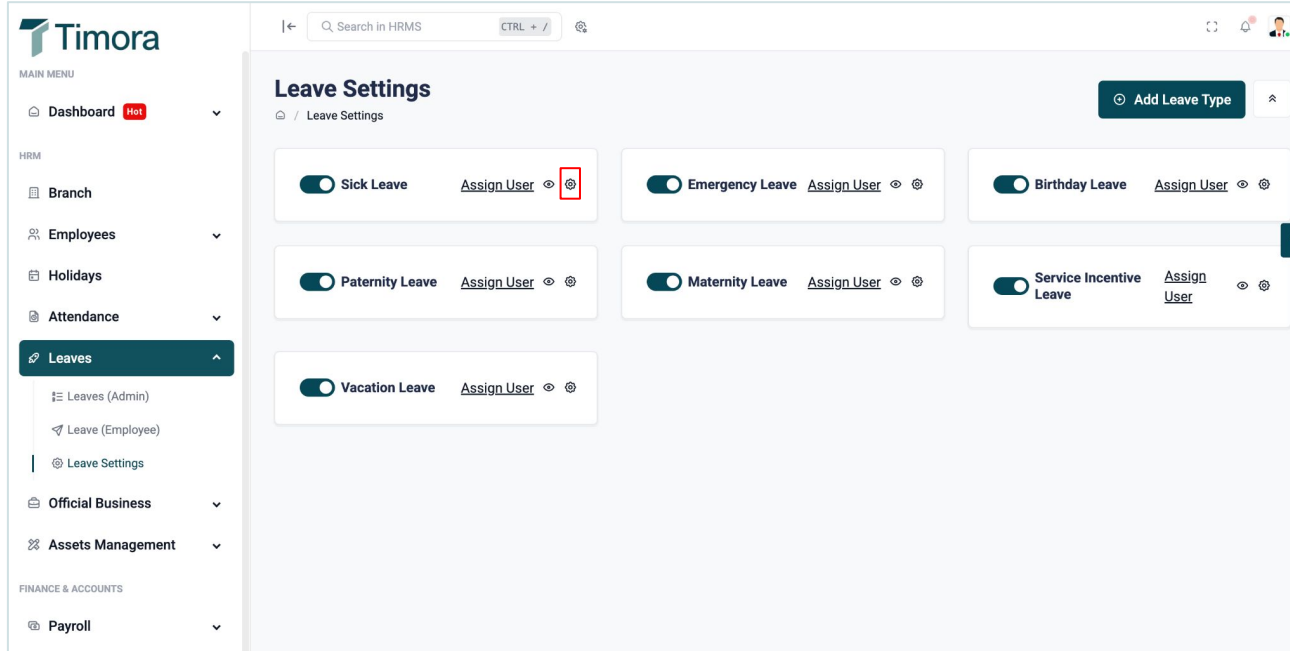 Timora
Search in HRMS
CTRL + /
MAIN MENU
Dashboard Hot
HRM
Branch
Employees
Holidays
Attendance
Leaves
Leaves (Admin)
Leave (Employee)
Leave Settings
Official Business
Assets Management
FINANCE & ACCOUNTS
Payroll
Leave Settings
/ Leave Settings
Add Leave Type
Sick Leave Assign User
Emergency Leave Assign User
Birthday Leave Assign User
Paternity Leave Assign User
Maternity Leave Assign User
Service Incentive
Leave
Assign
User
Vacation Leave Assign User